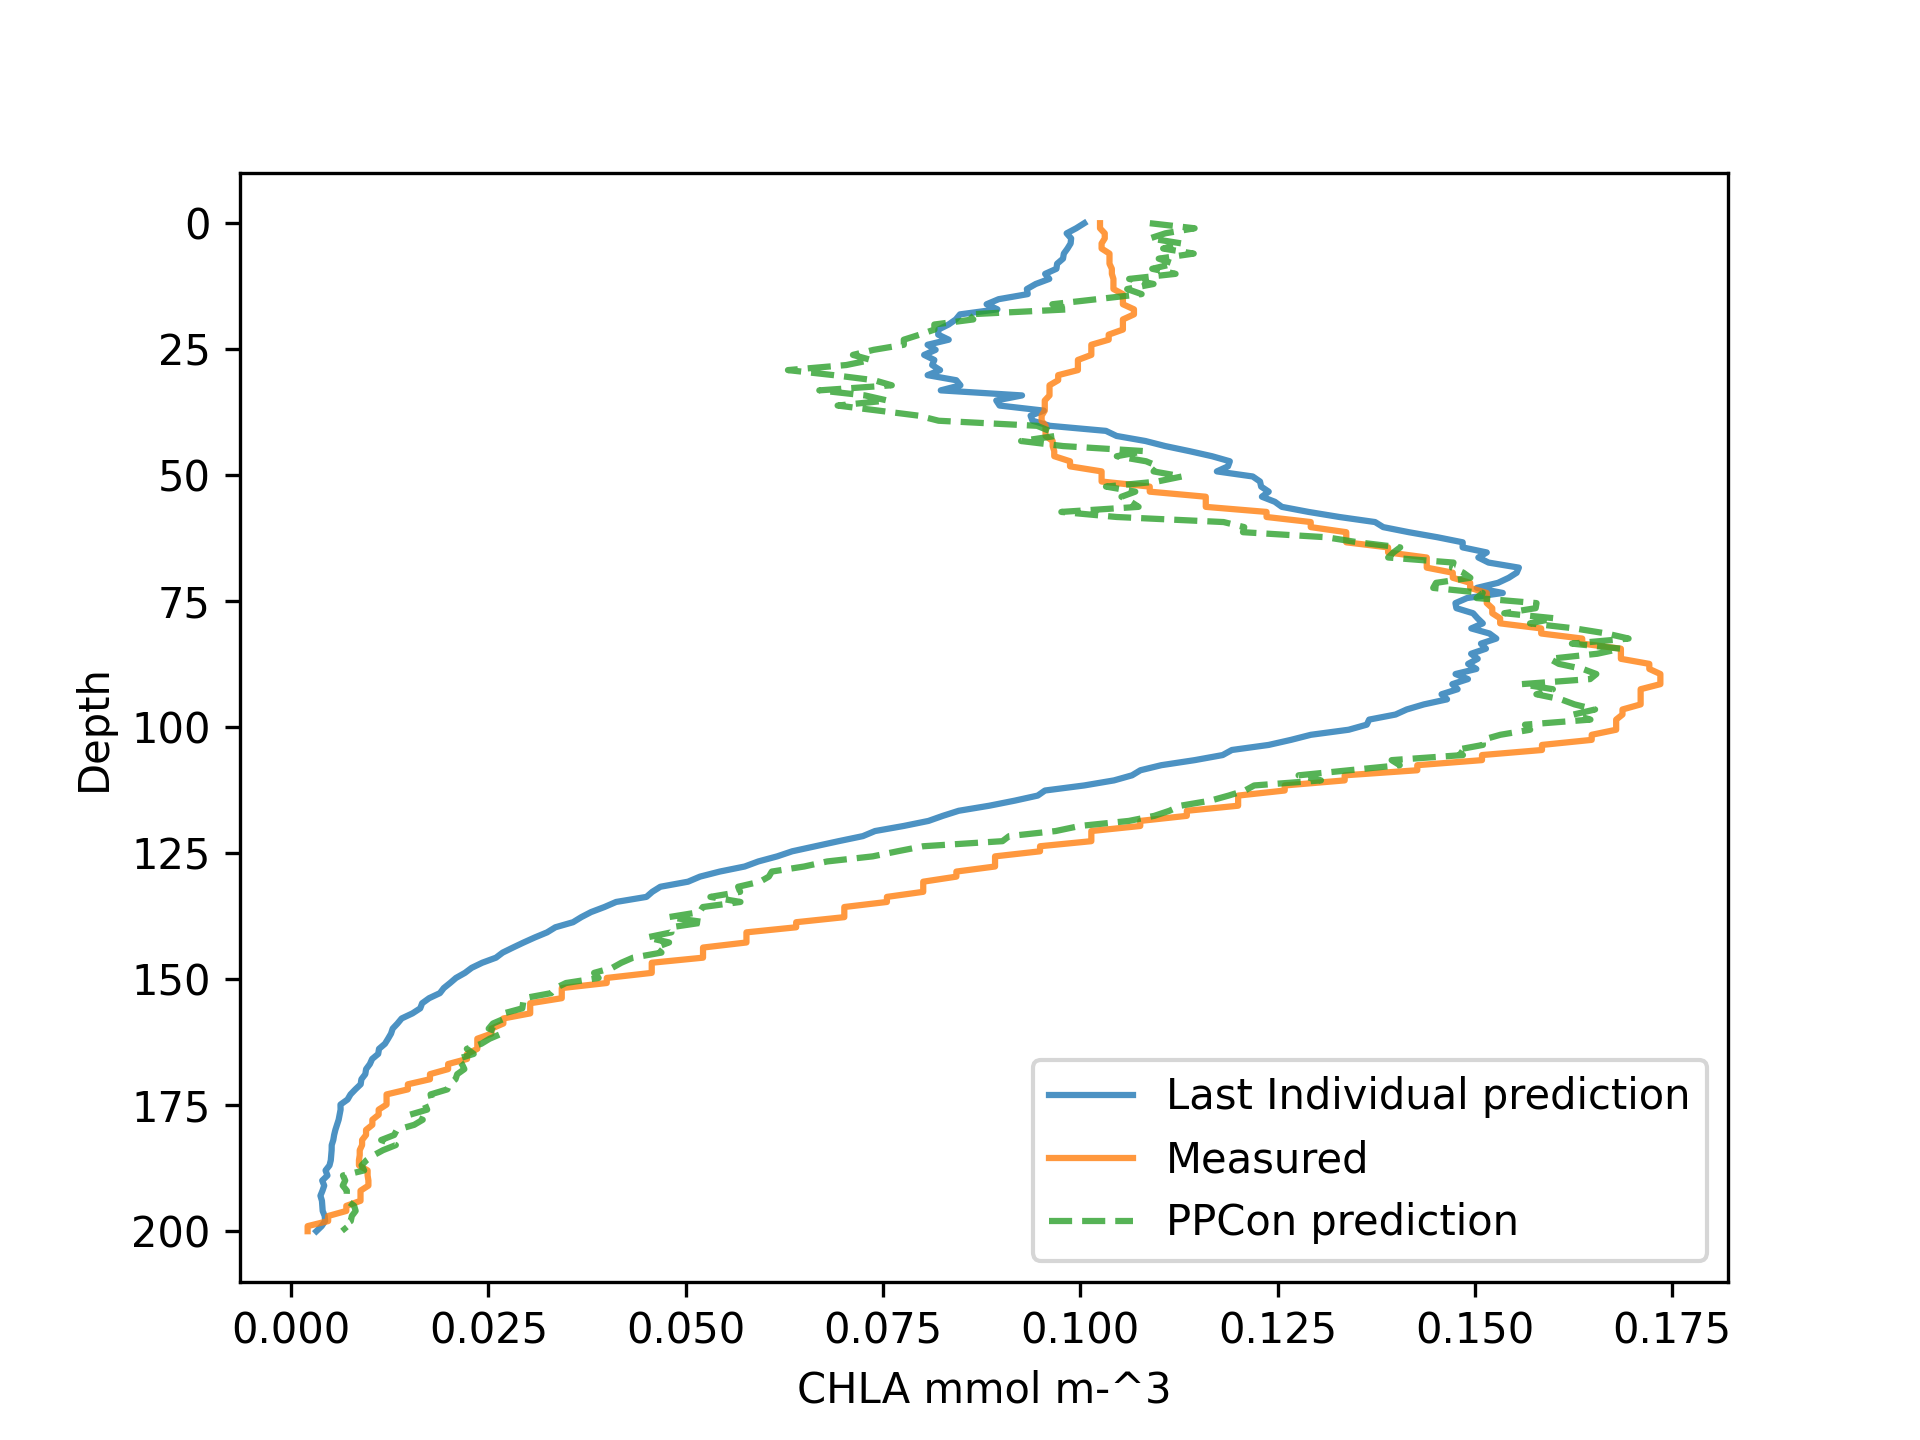 0
25
50
75
100
125
150
175
200
Depth
0.000 0.025 0.050 0.075 0.100 0.125 0.150 0.175
CHLA mmol m-^3
Last Individual prediction
Measured
PPCon prediction